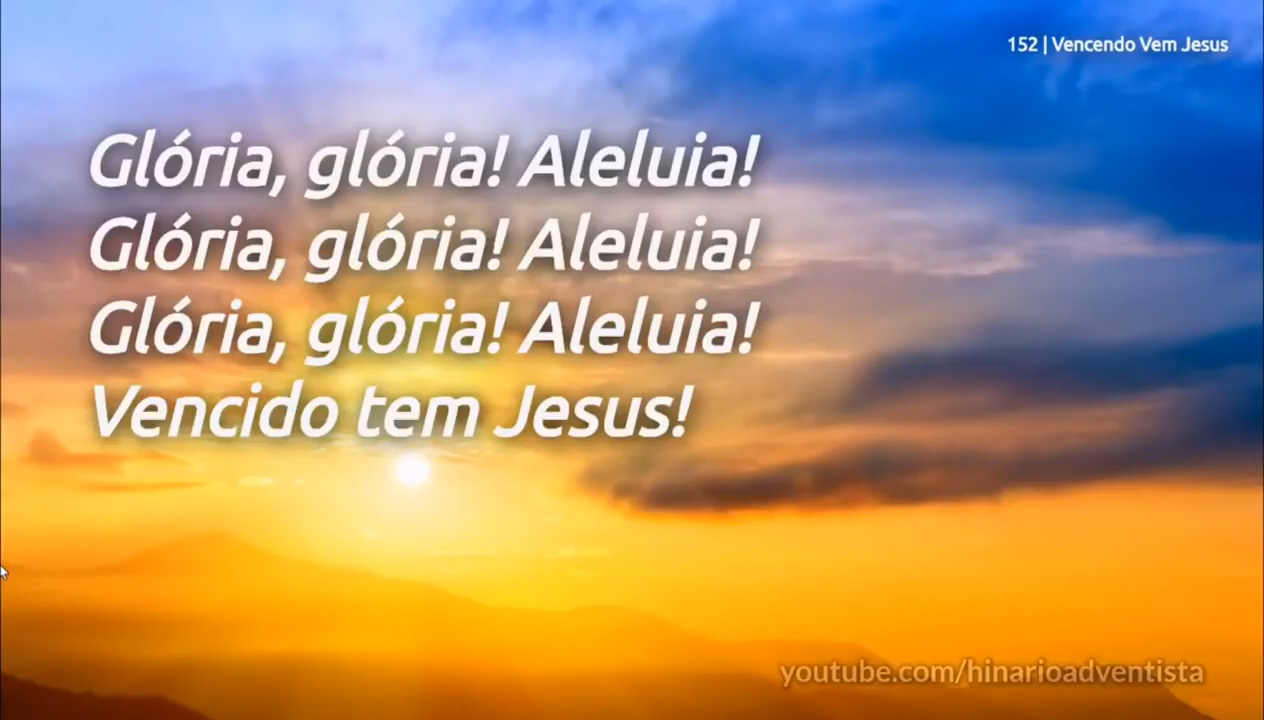 152 | Vencendo Vem Jesus
Glória, glória! Aleluia!
Glória, glória! Aleluia!
Glória, glória! Aleluia!
Vencido tem Jesus!
youtube.com/hinarioadventista